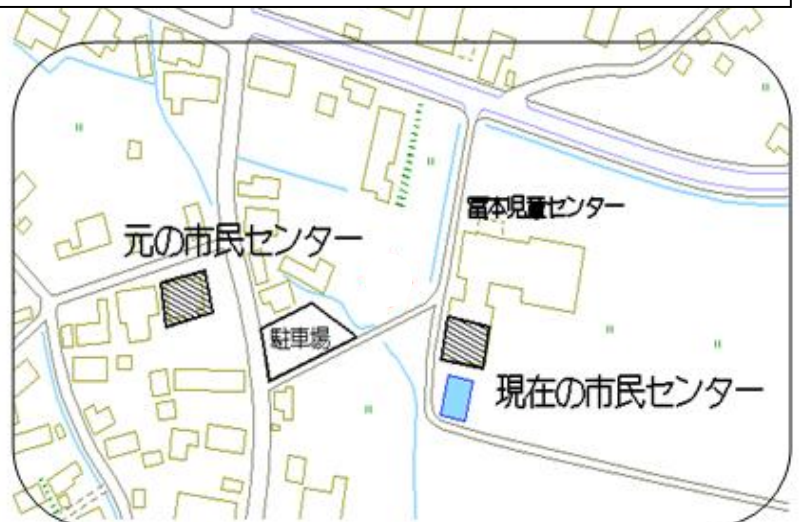 冨本児童センター
元の市民センター
駐車場
現在の市民センター